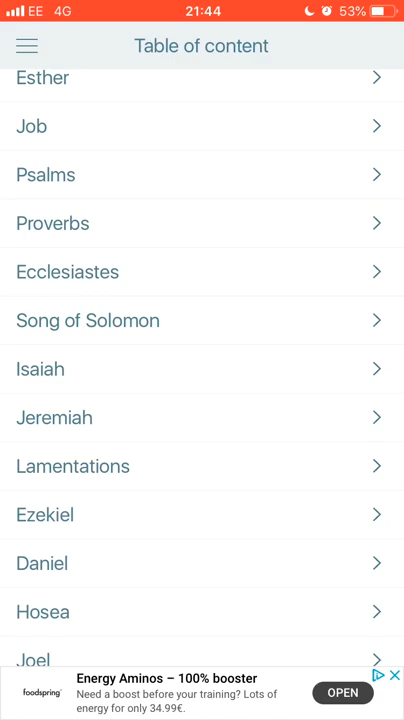 EE 4G 21:44 53%
Table of content
Esther
Job
Psalms
Proverbs
Ecclesiastes
Song of Solomon
Isaiah
Jeremiah
Lamentations
Ezekiel
Daniel
Hosea
Joel
foodspring
Energy Aminos – 100% booster
Need a boost before your training? Lots of
energy for only 34.99€.
OPEN